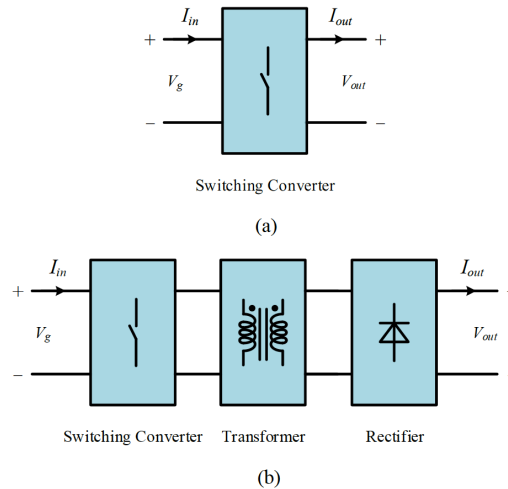 I_in I_out
+ +
V_g V_out
− −
Switching Converter
(a)
I_in I_out
+
V_g V_out
−
Switching Converter Transformer Rectifier
(b)